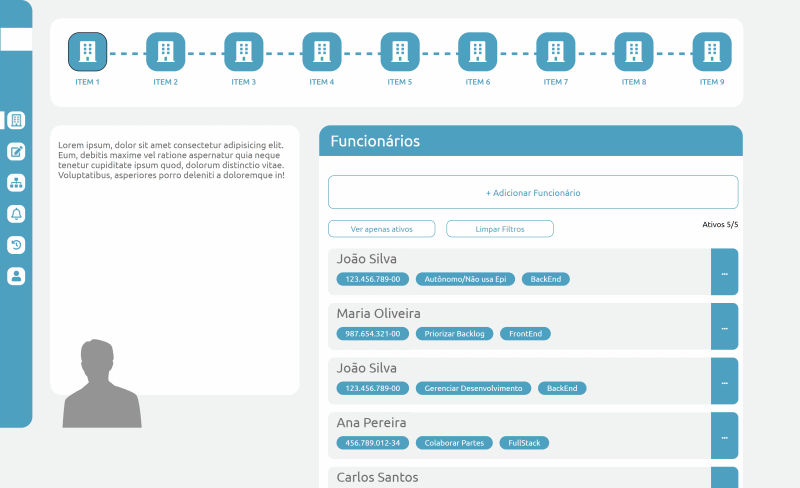 ITEM 1 ITEM 2 ITEM 3 ITEM 4 ITEM 5 ITEM 6 ITEM 7 ITEM 8 ITEM 9
Lorem ipsum, dolor sit amet consectetur adipisicing elit.
Eum, debitis maxime vel ratione aspernatur quia neque
tenetur cupiditate ipsum quod, dolorum distinctio vitae.
Voluptatibus, asperiores porro deleniti a doloremque in!
Funcionários
+ Adicionar Funcionário
Ver apenas ativos Limpar Filtros Ativos 5/5
João Silva
123.456.789-00 Autônomo/Não usa Epi BackEnd ...
Maria Oliveira
987.654.321-00 Priorizar Backlog FrontEnd ...
João Silva
123.456.789-00 Gerenciar Desenvolvimento BackEnd ...
Ana Pereira
456.789.012-34 Colaborar Partes FullStack ...
Carlos Santos